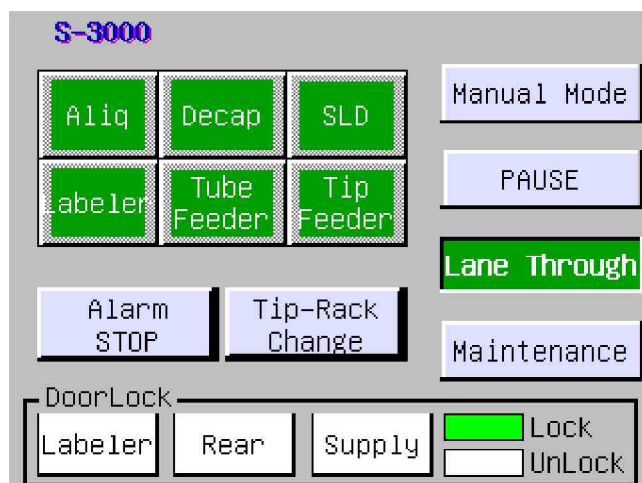 S-3000
Aliq
Decap
SLD
Manual Mode
Labeler
Tube
Feeder
Tip
Feeder
PAUSE
Lane Through
Alarm
STOP
Tip-Rack
Change
Maintenance
DoorLock
Labeler
Rear
Supply
Lock
UnLock